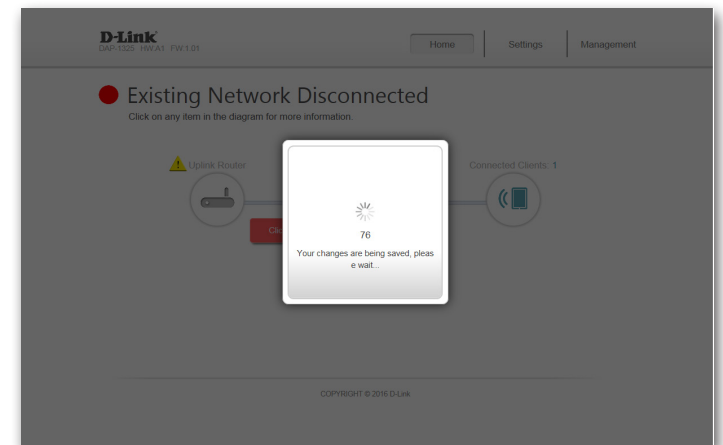 D-Link
DAP-1325 HW:A1 FW:1.01
Home
Settings
Management
Existing Network Disconnected
Click on any item in the diagram for more information.
Uplink Router
Connected Clients: 1
Clic
76
Your changes are being saved, pleas
e wait...
COPYRIGHT © 2016 D-Link